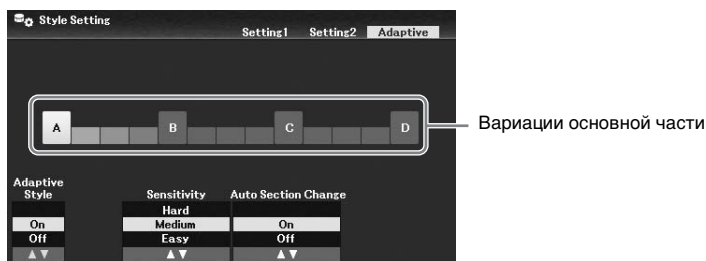 Style Setting
Setting1 Setting2 Adaptive
A B C D
Вариации основной части
Adaptive
Style Sensitivity Auto Section Change
Hard
On Medium On
Off Easy Off